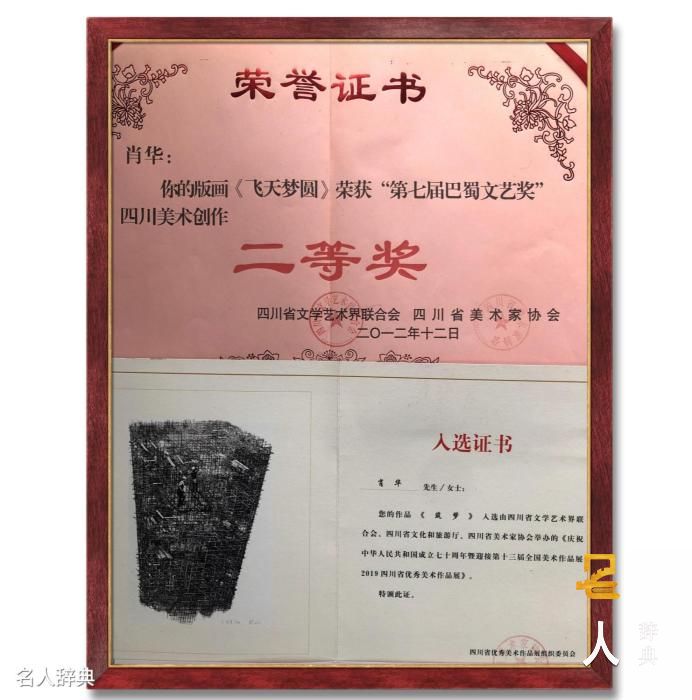 荣誉证书
肖华：
你的版画《飞天梦圆》荣获“第七届巴蜀文艺奖”
四川美术创作
二等奖
四川省文学艺术界联合会 四川省美术家协会
二〇一二年十二日
入选证书
肖华 先生/女士：
您的作品《筑梦》入选由四川省文学艺术界联
合会、四川省文化和旅游厅、四川省美术家协会举办的《庆祝
中华人民共和国成立七十周年暨迎接第十三届全国美术作品展
2019四川省优秀美术作品展》。
特颁此证。
四川省优秀美术作品展组织委员会
名人辞典
名人辞典